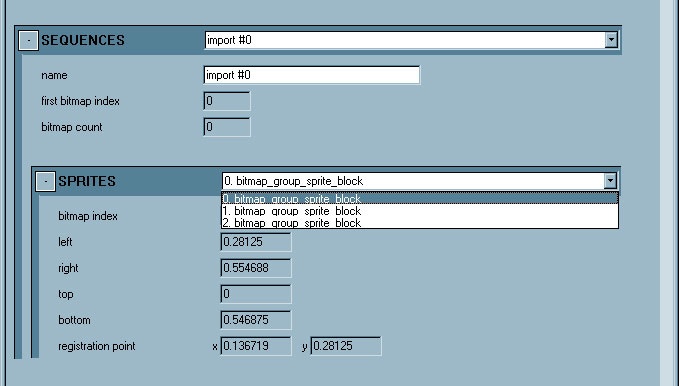 - SEQUENCES import #0
name import #0
first bitmap index 0
bitmap count 0
- SPRITES 0. bitmap_group_sprite_block
0. bitmap_group_sprite_block
bitmap index 1. bitmap_group_sprite_block
2. bitmap_group_sprite_block
left 0.28125
right 0.554688
top 0
bottom 0.546875
registration point x 0.136719 y 0.28125